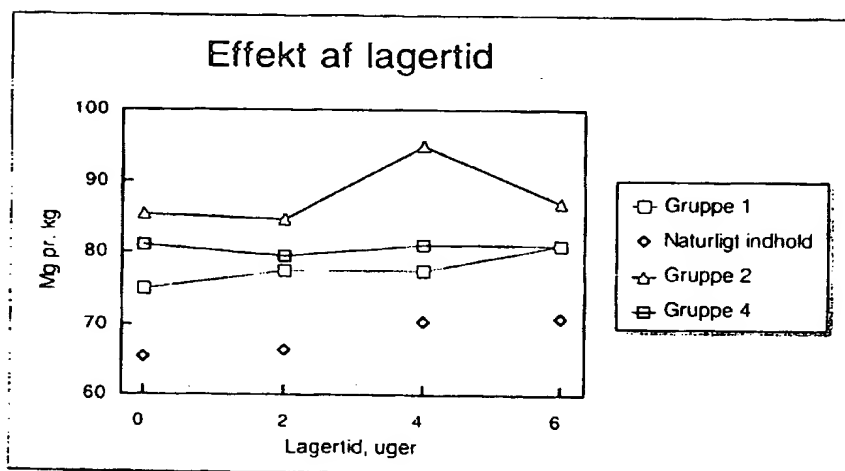 Effekt af lagertid
Mg pr. kg
100
90
80
70
60
0 2 4 6
Lagertid, uger
Gruppe 1
Naturligt indhold
Gruppe 2
Gruppe 4